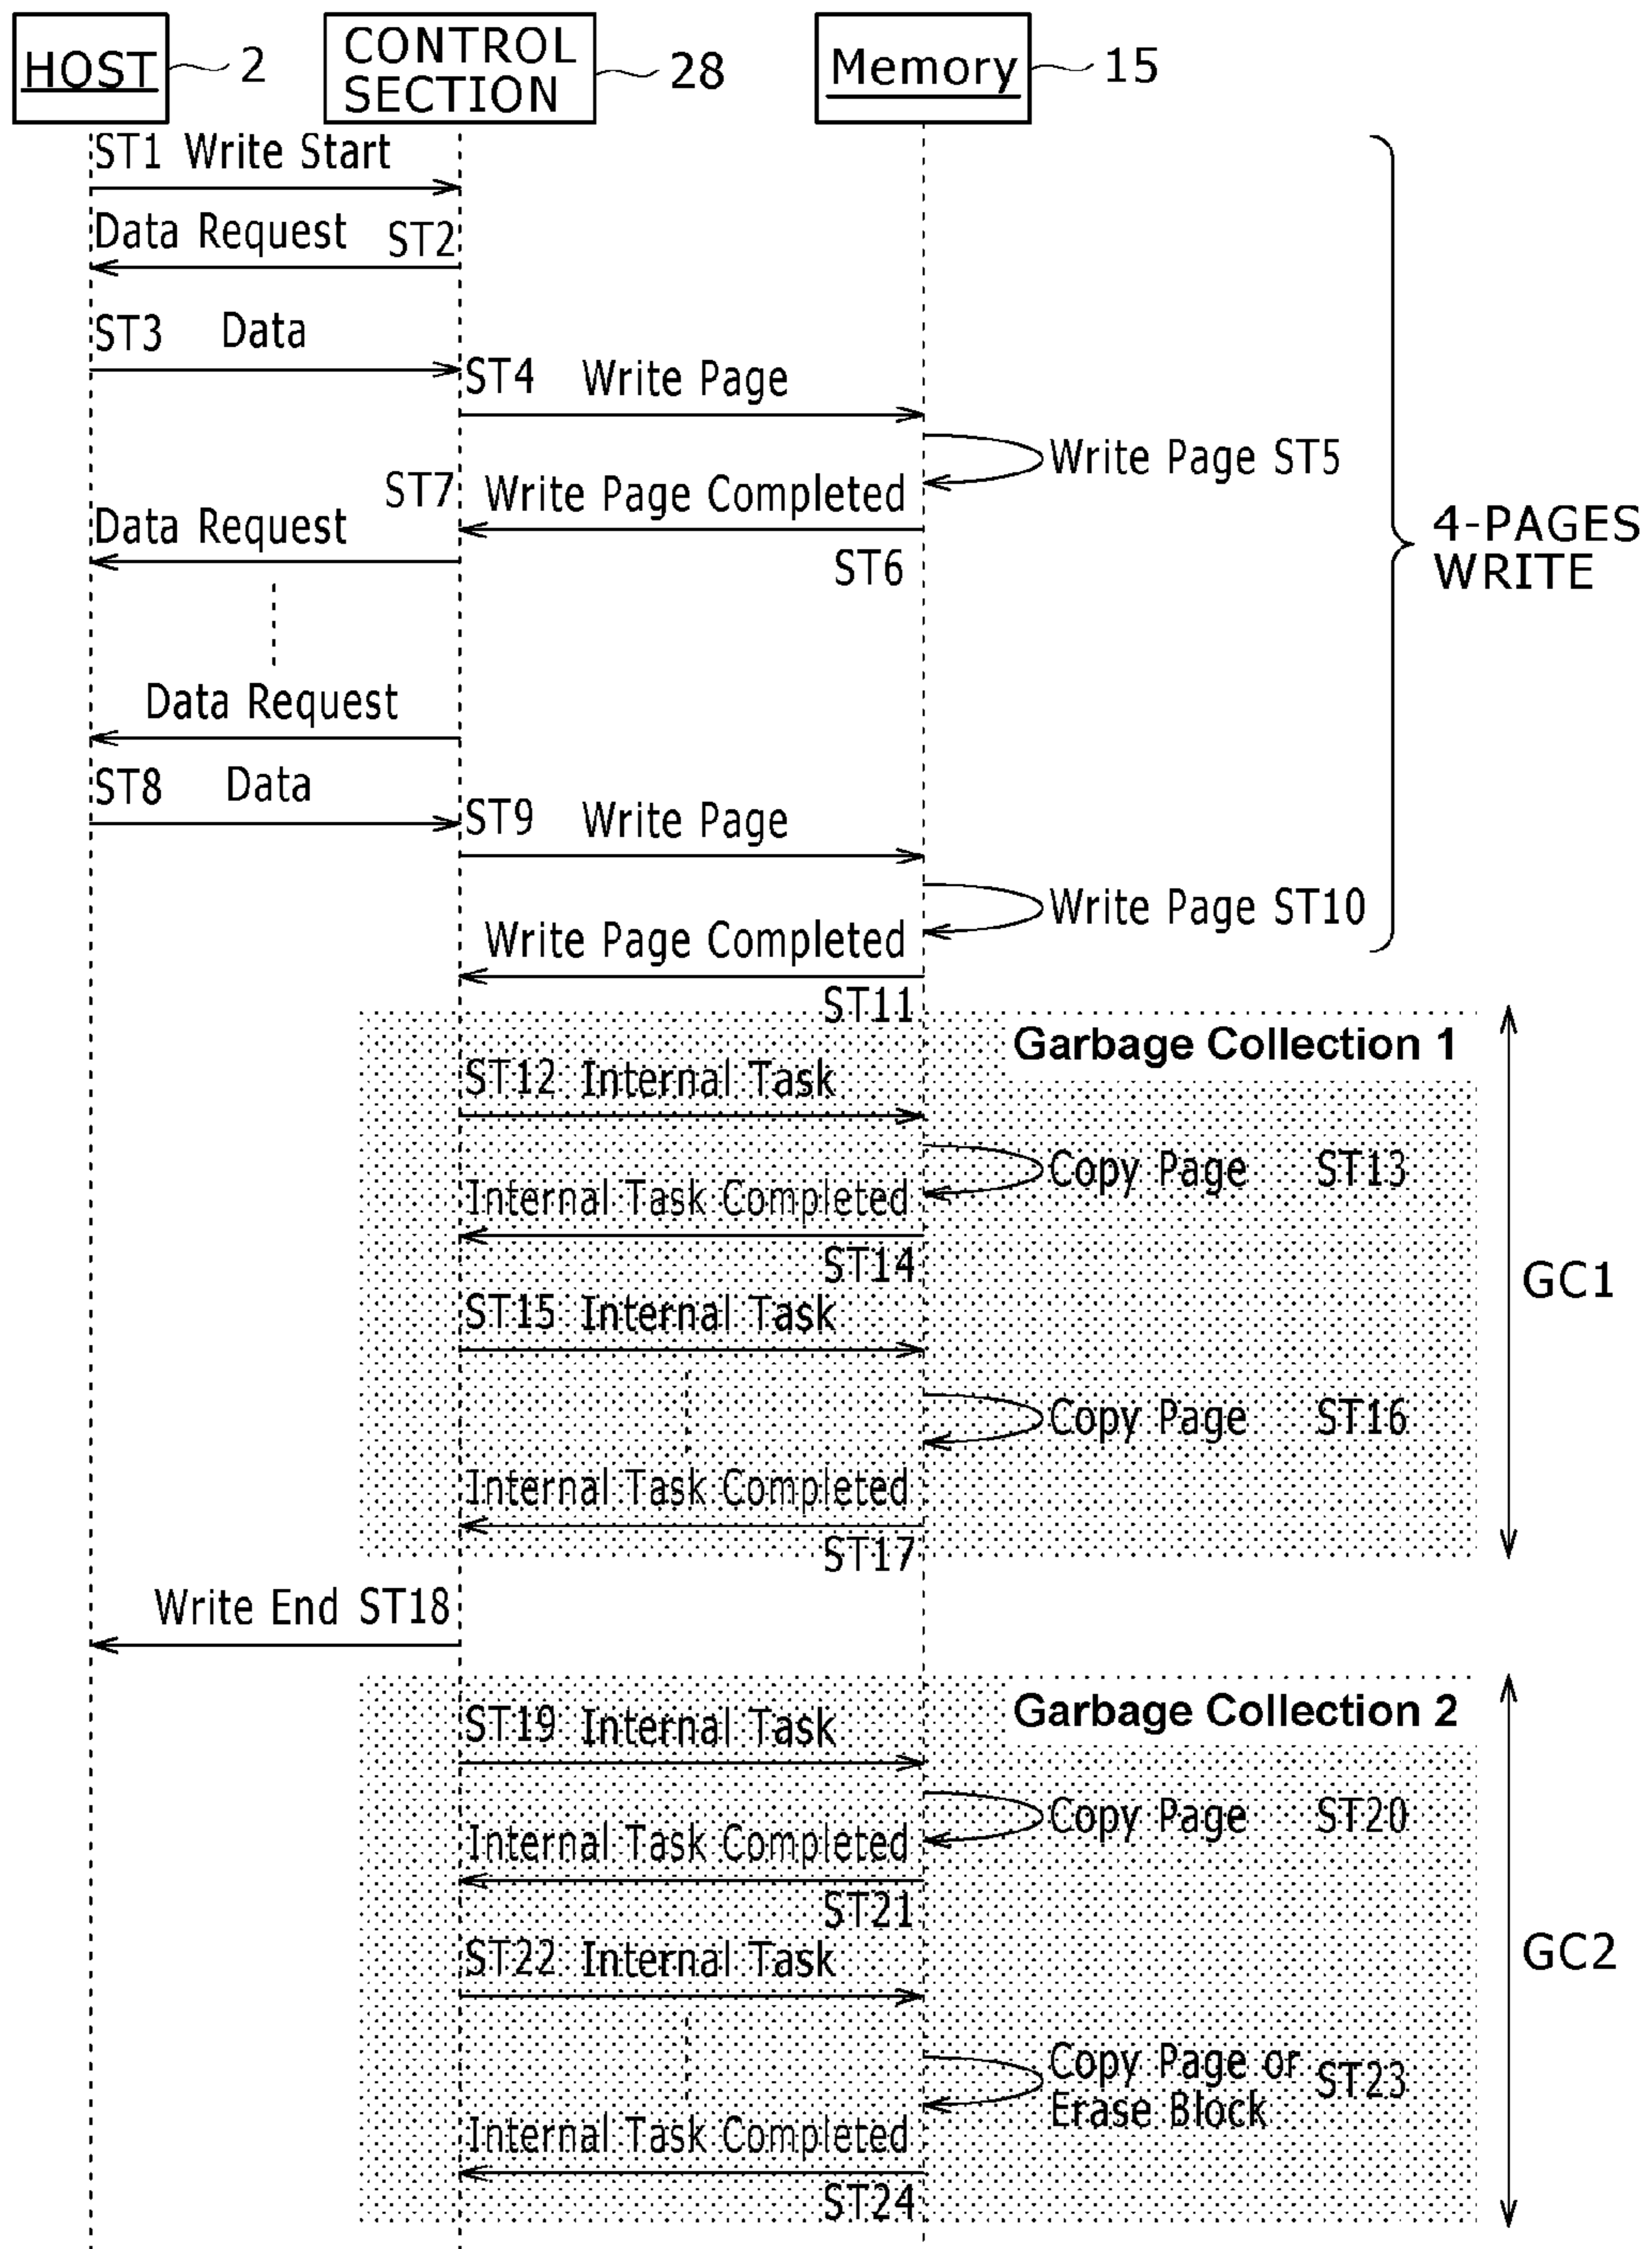 HOST 2
CONTROL
SECTION 28
Memory 15
ST1 Write Start
Data Request ST2
ST3 Data
ST4 Write Page
Write Page ST5
ST7 Write Page Completed
Data Request
ST6
4-PAGES
WRITE
Data Request
ST8 Data
ST9 Write Page
Write Page ST10
Write Page Completed
ST11
Garbage Collection 1
ST12 Internal Task
Copy Page ST13
Internal Task Completed
ST14
GC1
ST15 Internal Task
Copy Page ST16
Internal Task Completed
ST17
Write End ST18
Garbage Collection 2
ST19 Internal Task
Copy Page ST20
Internal Task Completed
ST21
GC2
ST22 Internal Task
Copy Page or
Erase Block ST23
Internal Task Completed
ST24